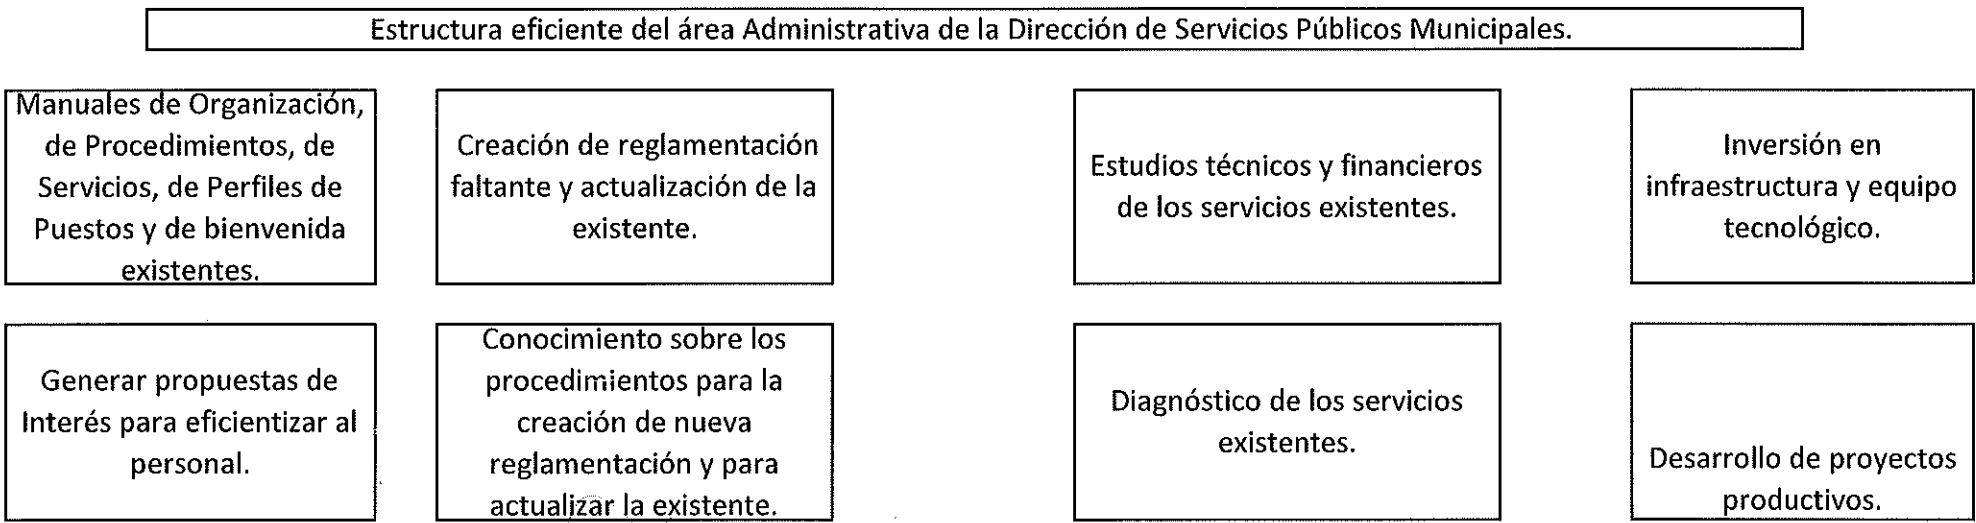 Estructura eficiente del área Administrativa de la Dirección de Servicios Públicos Municipales.
Manuales de Organización,
de Procedimientos, de
Servicios, de Perfiles de
Puestos y de bienvenida
existentes.
Creación de reglamentación
faltante y actualización de la
existente.
Estudios técnicos y financieros
de los servicios existentes.
Inversión en
infraestructura y equipo
tecnológico.
Generar propuestas de
Interés para eficientizar al
personal.
Conocimiento sobre los
procedimientos para la
creación de nueva
reglamentación y para
actualizar la existente.
Diagnóstico de los servicios
existentes.
Desarrollo de proyectos
productivos.